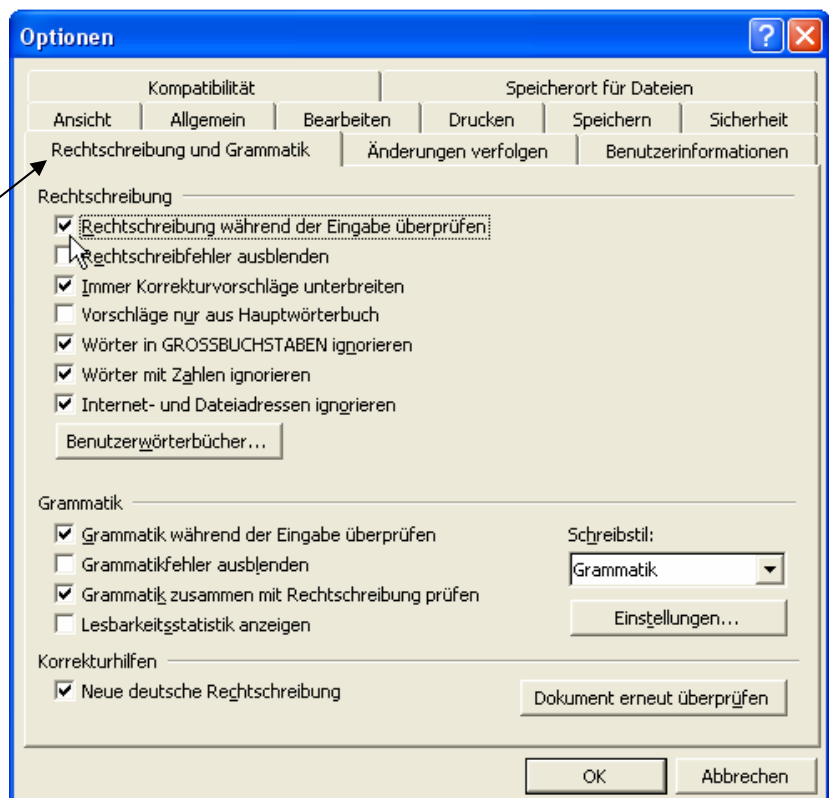 Optionen
Kompatibilität Speicherort für Dateien
Ansicht Allgemein Bearbeiten Drucken Speichern Sicherheit
Rechtschreibung und Grammatik Änderungen verfolgen Benutzerinformationen
Rechtschreibung
Rechtschreibung während der Eingabe überprüfen
Rechtschreibfehler ausblenden
Immer Korrekturvorschläge unterbreiten
Vorschläge nur aus Hauptwörterbuch
Wörter in GROSSBUCHSTABEN ignorieren
Wörter mit Zahlen ignorieren
Internet- und Dateiadressen ignorieren
Benutzerwörterbücher...
Grammatik
Grammatik während der Eingabe überprüfen Schreibstil:
Grammatikfehler ausblenden Grammatik
Grammatik zusammen mit Rechtschreibung prüfen
Lesbarkeitsstatistik anzeigen Einstellungen...
Korrekturhilfen
Neue deutsche Rechtschreibung Dokument erneut überprüfen
OK Abbrechen